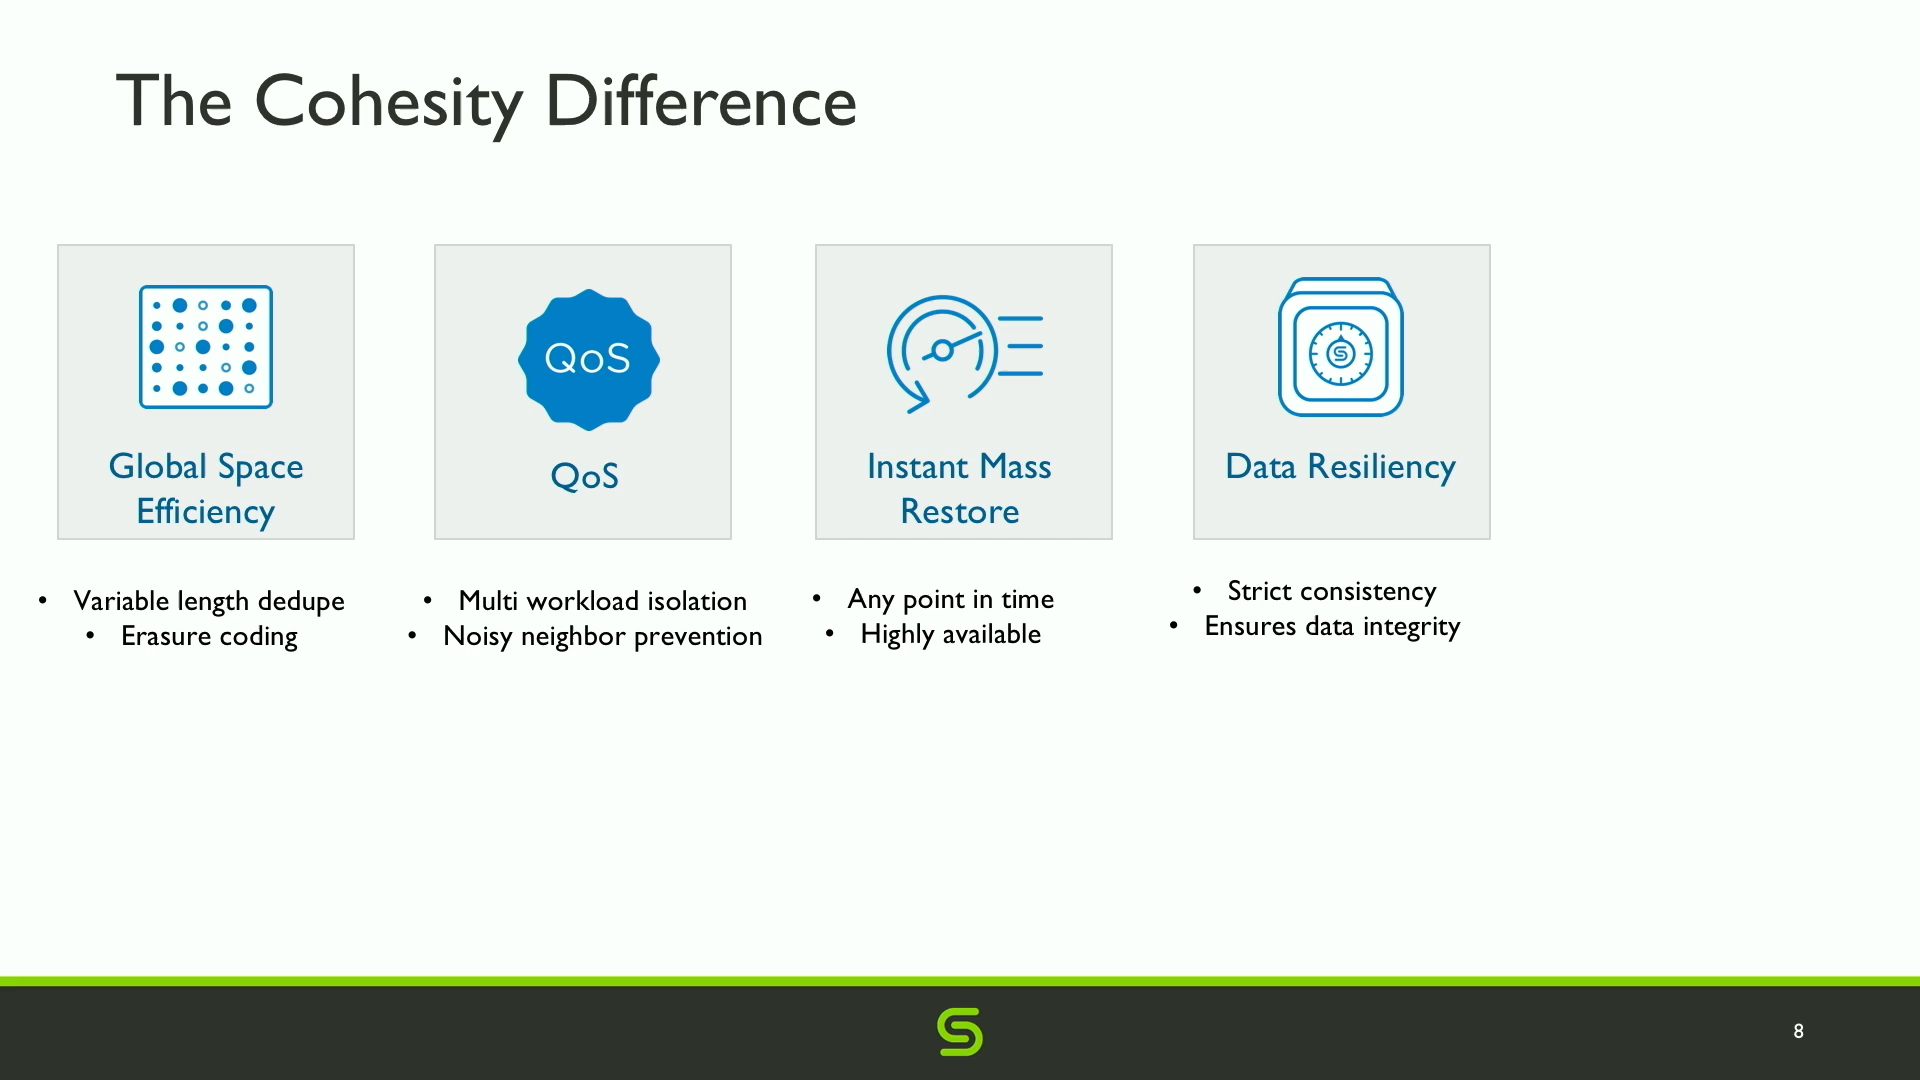 The Cohesity Difference
QoS
Global Space
Efficiency
QoS
Instant Mass
Restore
Data Resiliency
• Variable length dedupe
• Erasure coding
• Multi workload isolation
• Noisy neighbor prevention
• Any point in time
• Highly available
• Strict consistency
• Ensures data integrity
8